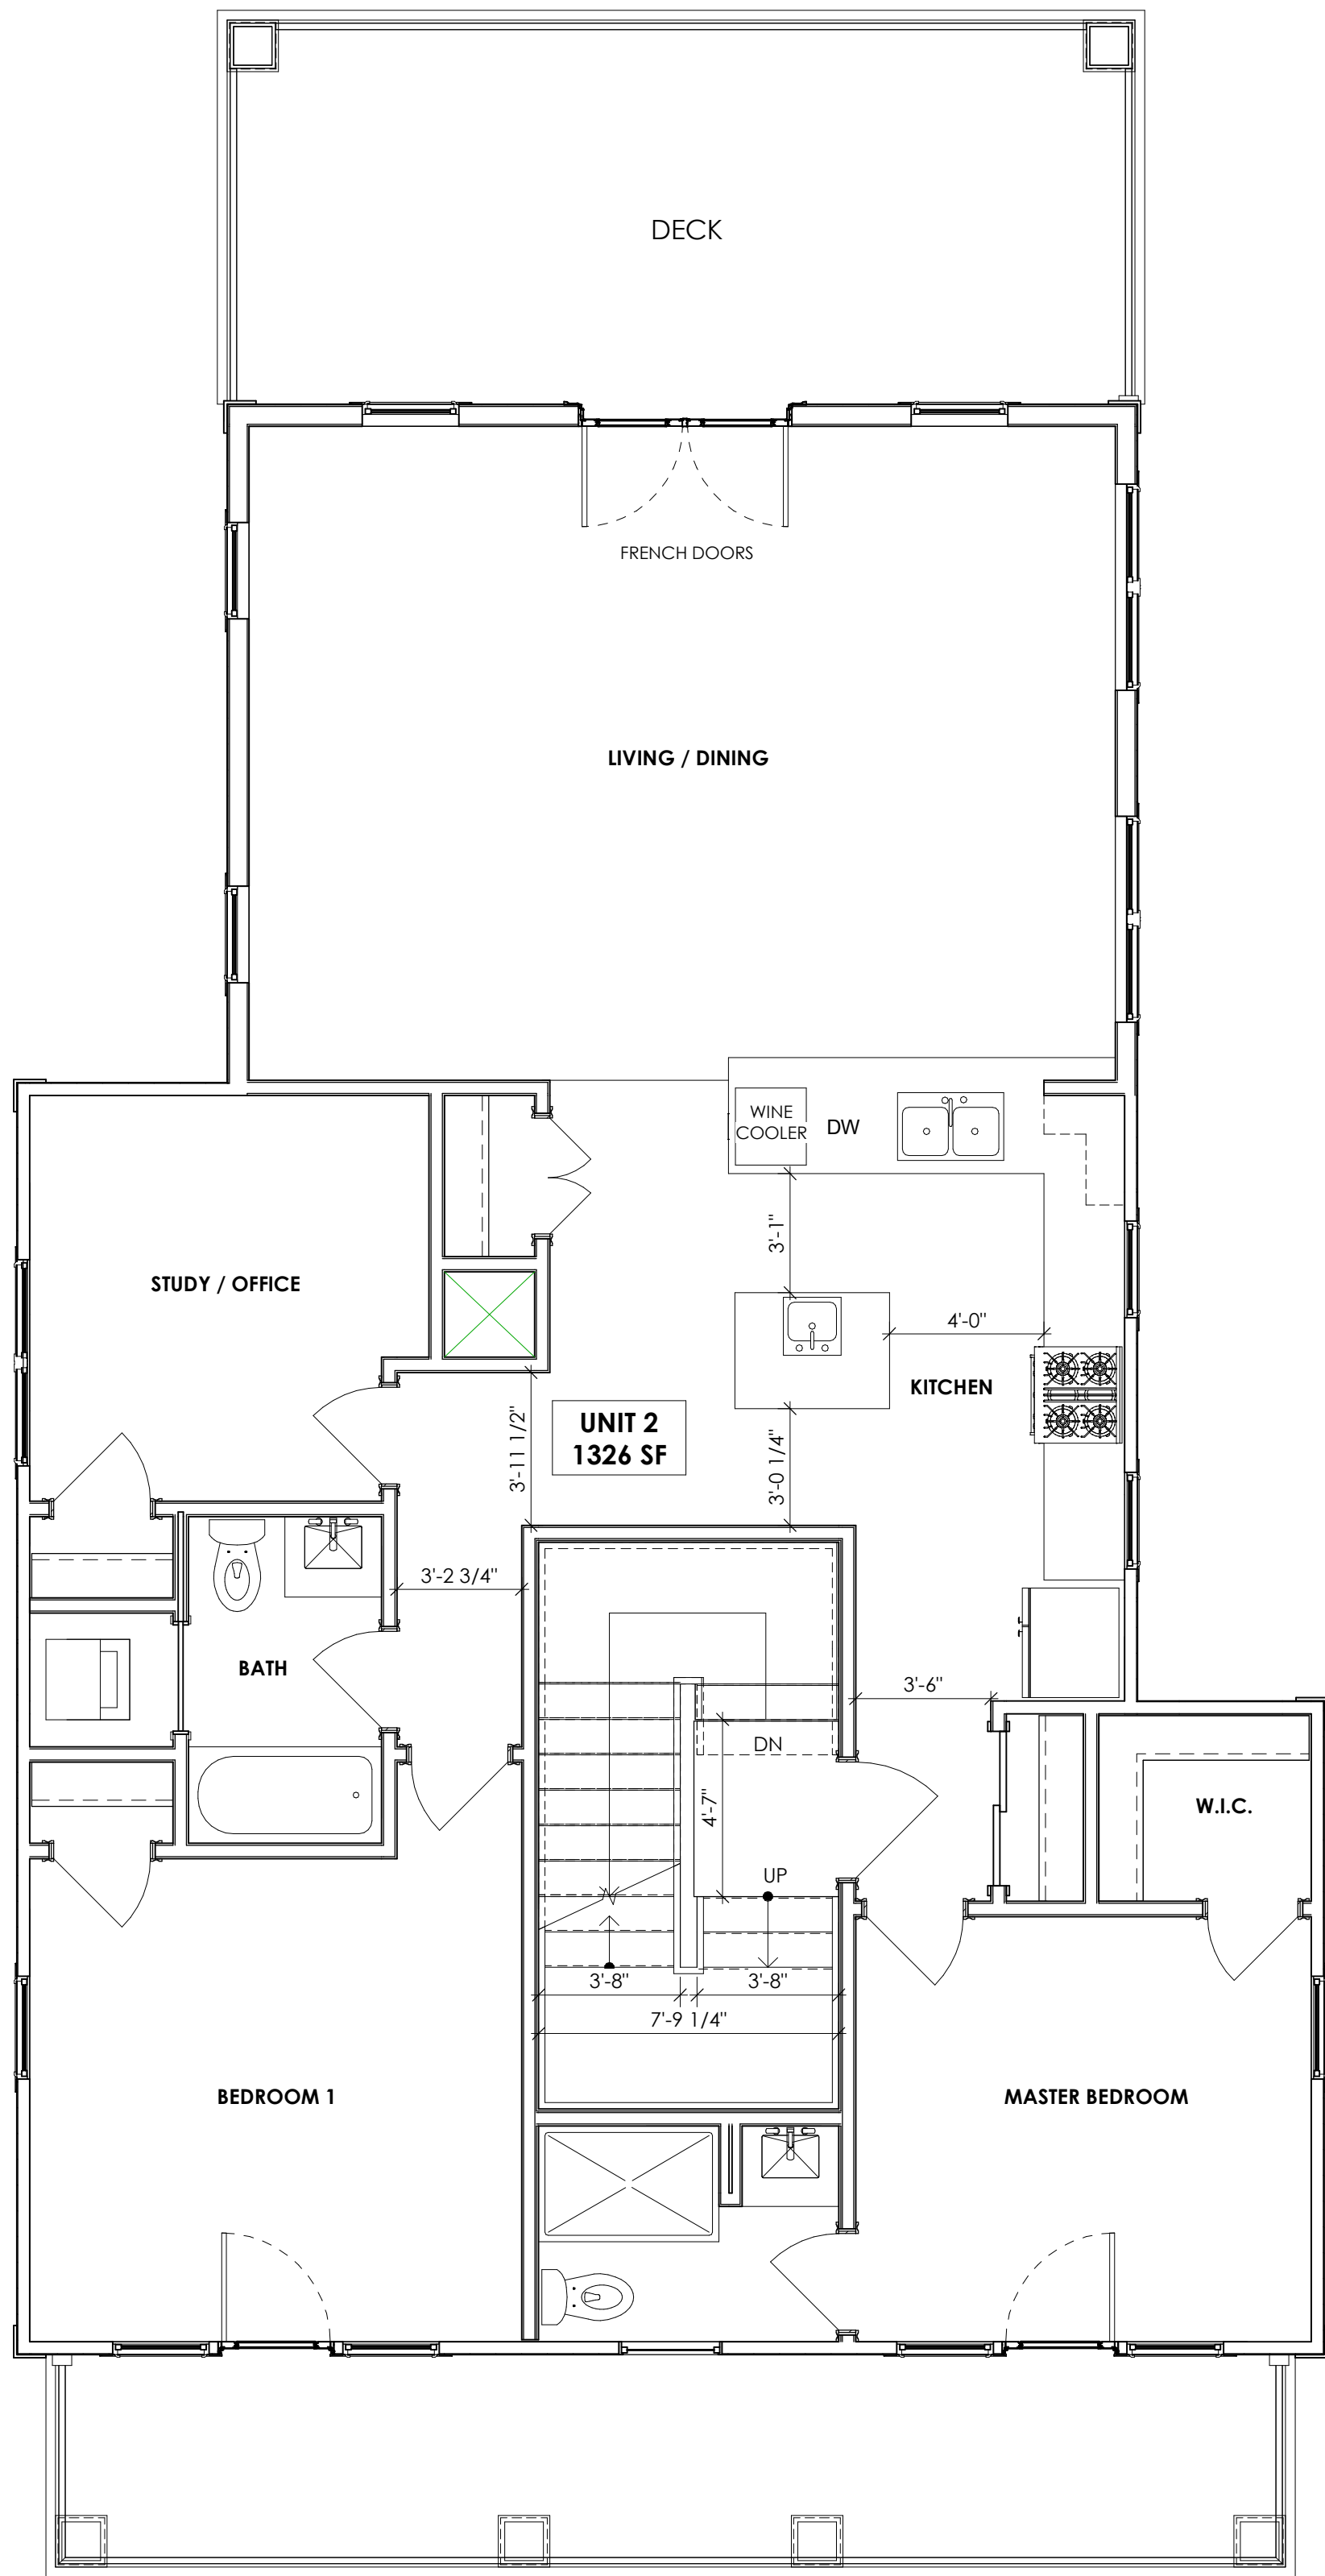 DECK
FRENCH DOORS
LIVING / DINING
WINE
COOLER
DW
3'-1"
STUDY / OFFICE
4'-0"
KITCHEN
UNIT 2
1326 SF
3'-11 1/2"
3'-0 1/4"
3'-2 3/4"
BATH
3'-6"
DN
4'-7"
W.I.C.
UP
3'-8"
3'-8"
7'-9 1/4"
BEDROOM 1
MASTER BEDROOM